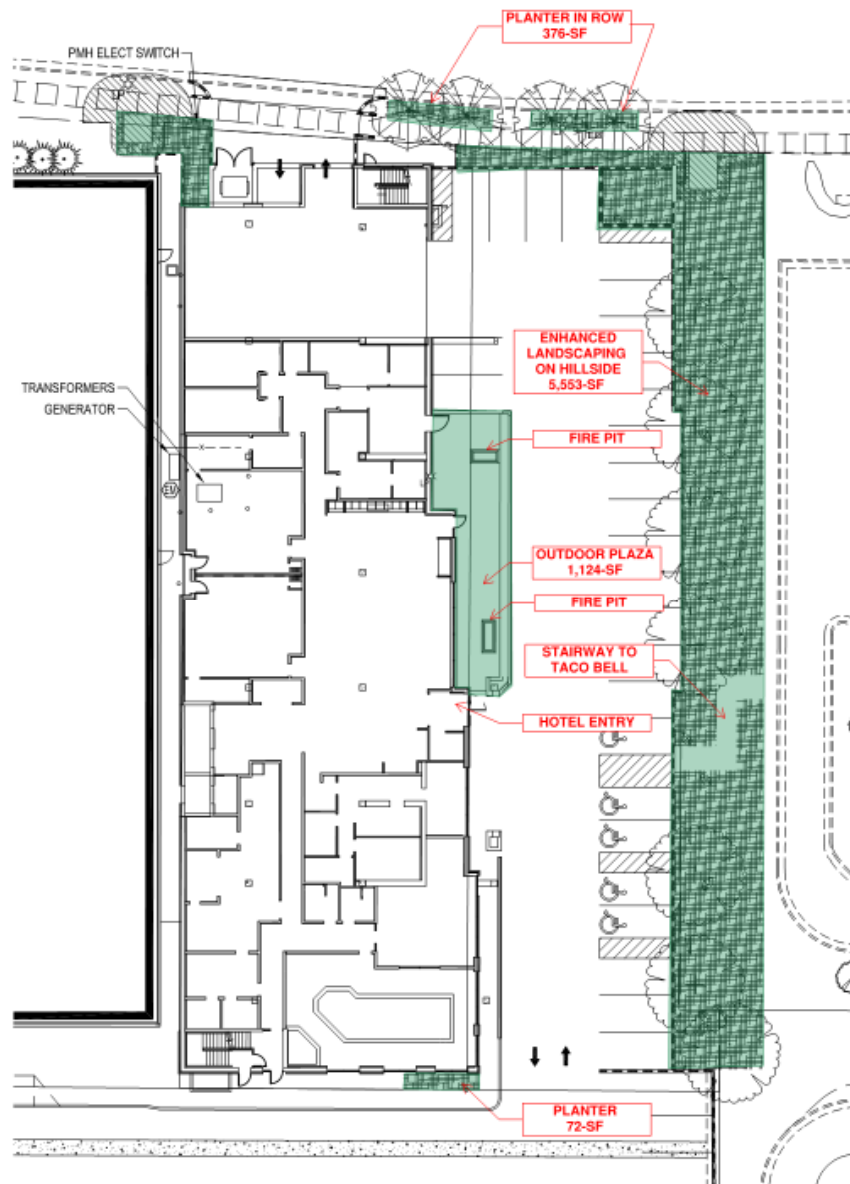 PLANTER IN ROW
376-SF
PMH ELECT SWITCH
ENHANCED
LANDSCAPING
ON HILLSIDE
5,553-SF
TRANSFORMERS
GENERATOR
FIRE PIT
EM
OUTDOOR PLAZA
1,124-SF
FIRE PIT
STAIRWAY TO
TACO BELL
HOTEL ENTRY
PLANTER
72-SF